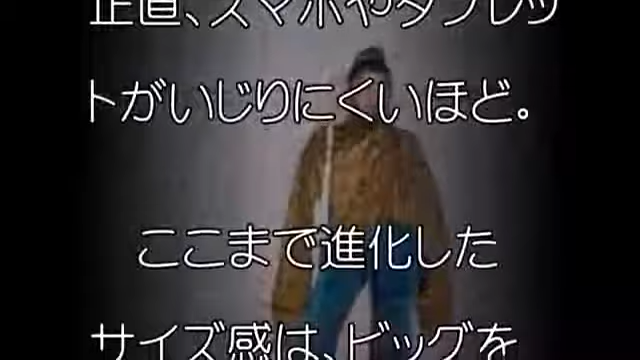 正直、スマホやタブレッ
トがいじりにくいほど。
ここまで進化した
サイズ感は、ビッグを